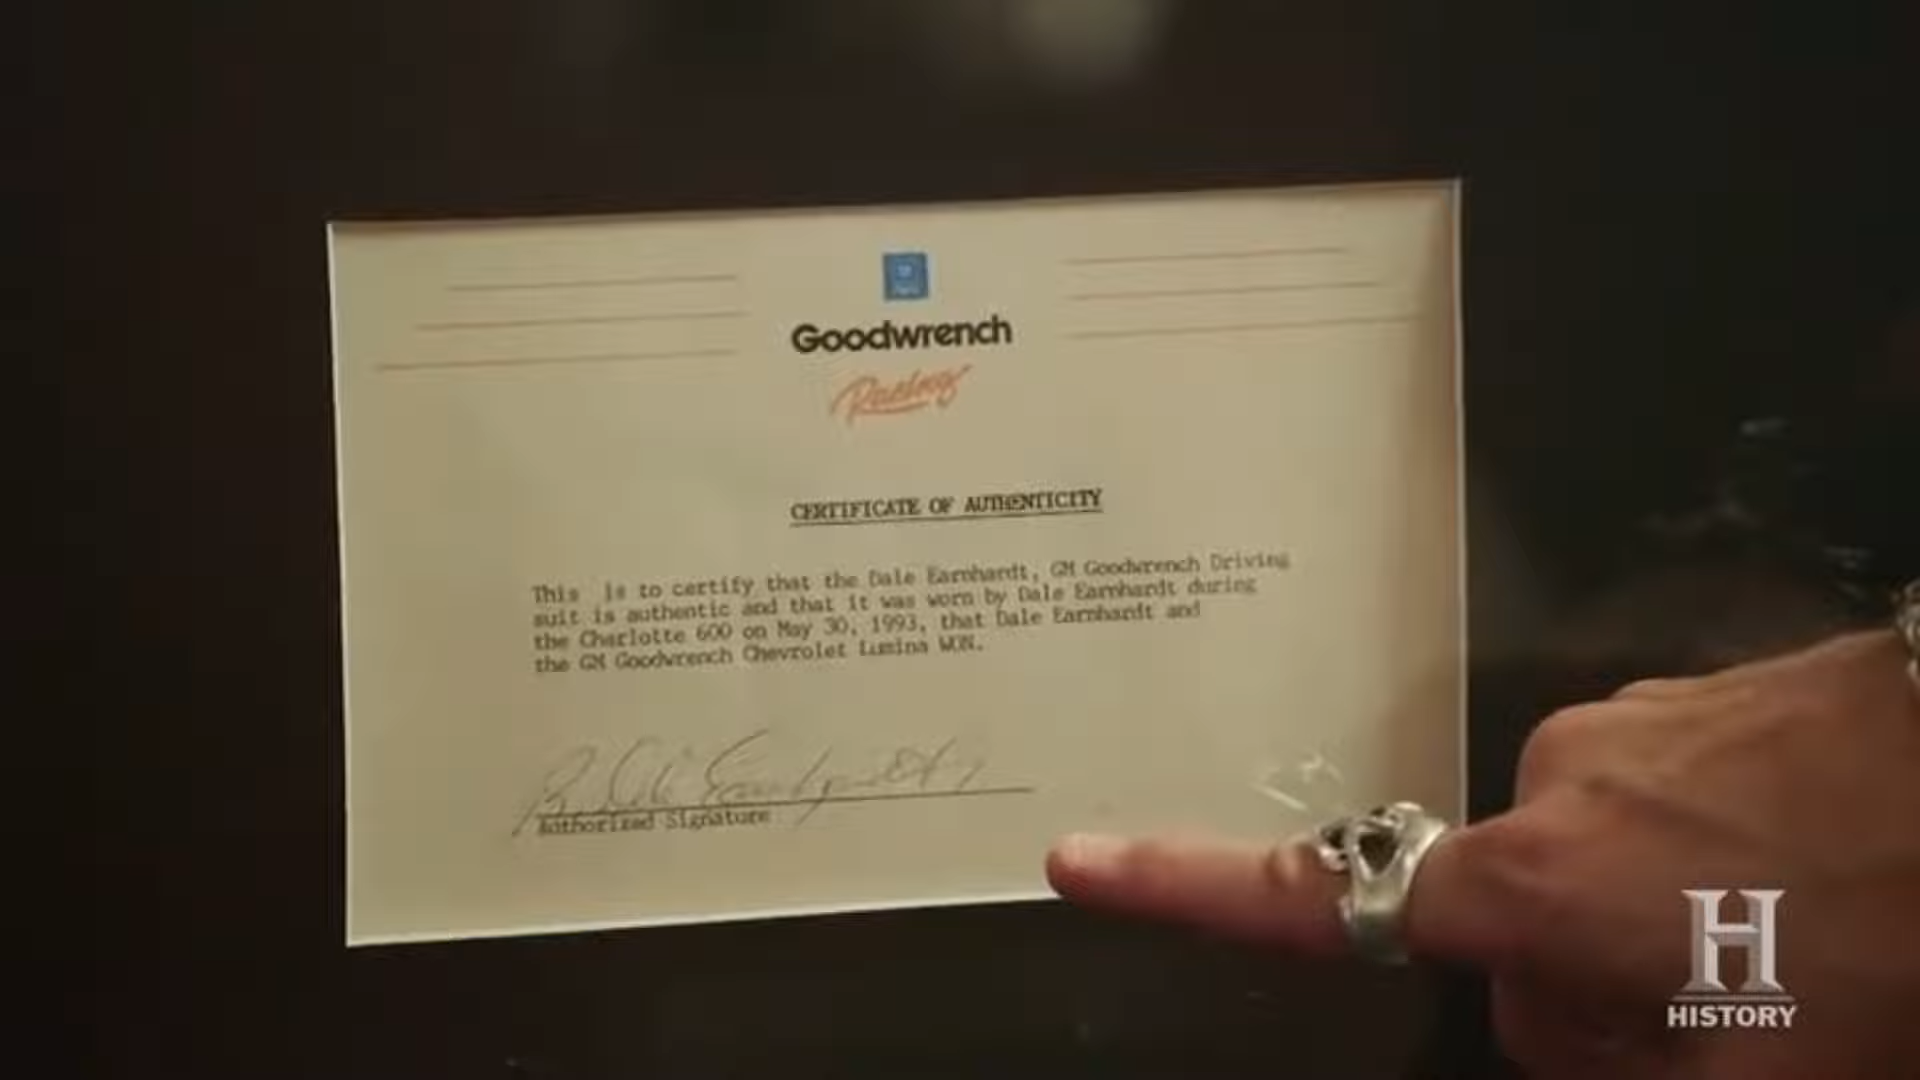 GM
Goodwrench
Racing
CERTIFICATE OF AUTHENTICITY
This is to certify that the Dale Earnhardt, GM Goodwrench Driving
suit is authentic and that it was worn by Dale Earnhardt during
the Charlotte 600 on May 30, 1993, that Dale Earnhardt and
the GM Goodwrench Chevrolet Lumina WON.
Authorized Signature
H
HISTORY